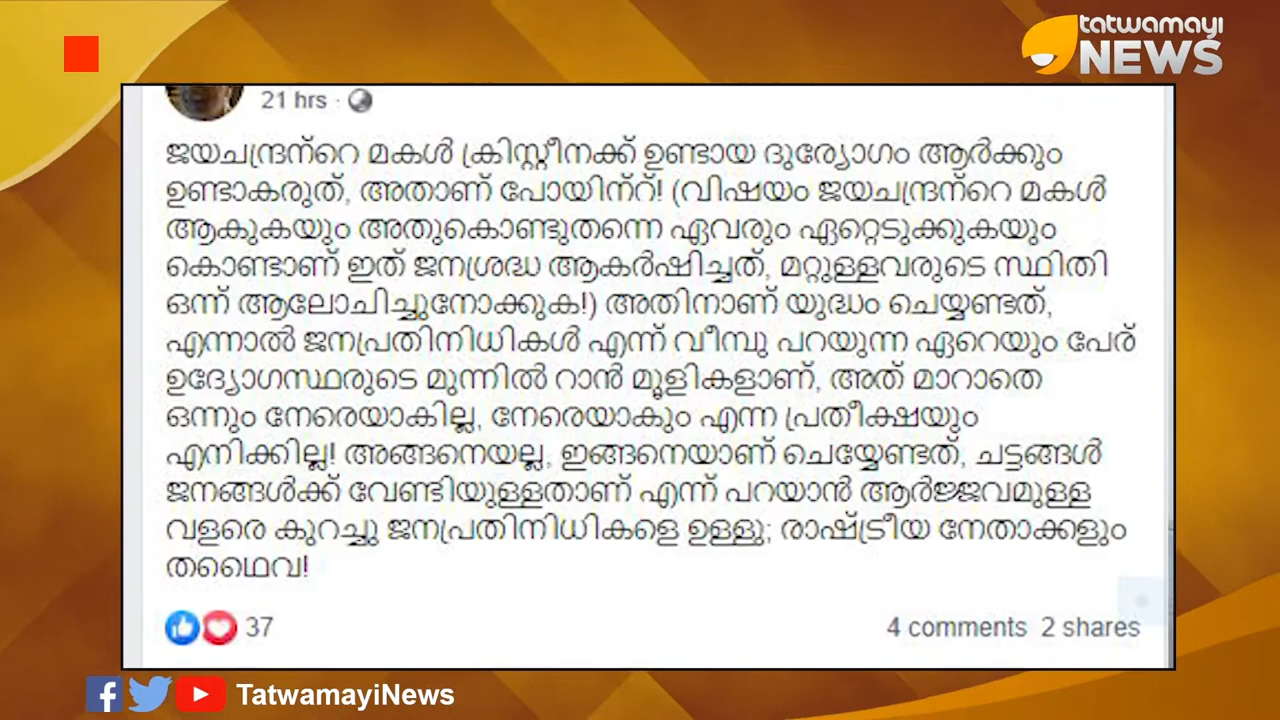 tatwamayi
NEWS
21 hrs ·
ജയചന്ദ്രന്റെ മകൾ ക്രിസ്റ്റീനക്ക് ഉണ്ടായ ദുര്യോഗം ആർക്കും
ഉണ്ടാകരുത്, അതാണ് പോയിന്റ്! (വിഷയം ജയചന്ദ്രന്റെ മകൾ
ആകുകയും അതുകൊണ്ടുതന്നെ ഏവരും ഏറ്റെടുക്കുകയും
കൊണ്ടാണ് ഇത് ജനശ്രദ്ധ ആകർഷിച്ചത്, മറ്റുള്ളവരുടെ സ്ഥിതി
ഒന്ന് ആലോചിച്ചുനോക്കുക!) അതിനാണ് യുദ്ധം ചെയ്യണ്ടത്,
എന്നാൽ ജനപ്രതിനിധികൾ എന്ന് വീമ്പു പറയുന്ന ഏറെയും പേര്
ഉദ്യോഗസ്ഥരുടെ മുന്നിൽ റാൻ മൂളികളാണ്, അത് മാറാതെ
ഒന്നും നേരെയാകില്ല, നേരെയാകും എന്ന പ്രതീക്ഷയും
എനിക്കില്ല! അങ്ങനെയല്ല, ഇങ്ങനെയാണ് ചെയ്യേണ്ടത്, ചട്ടങ്ങൾ
ജനങ്ങൾക്ക് വേണ്ടിയുള്ളതാണ് എന്ന് പറയാൻ ആർജ്ജവമുള്ള
വളരെ കുറച്ചു ജനപ്രതിനിധികളെ ഉള്ളു; രാഷ്ട്രീയ നേതാക്കളും
തഥൈവ!
37
4 comments 2 shares
TatwamayiNews